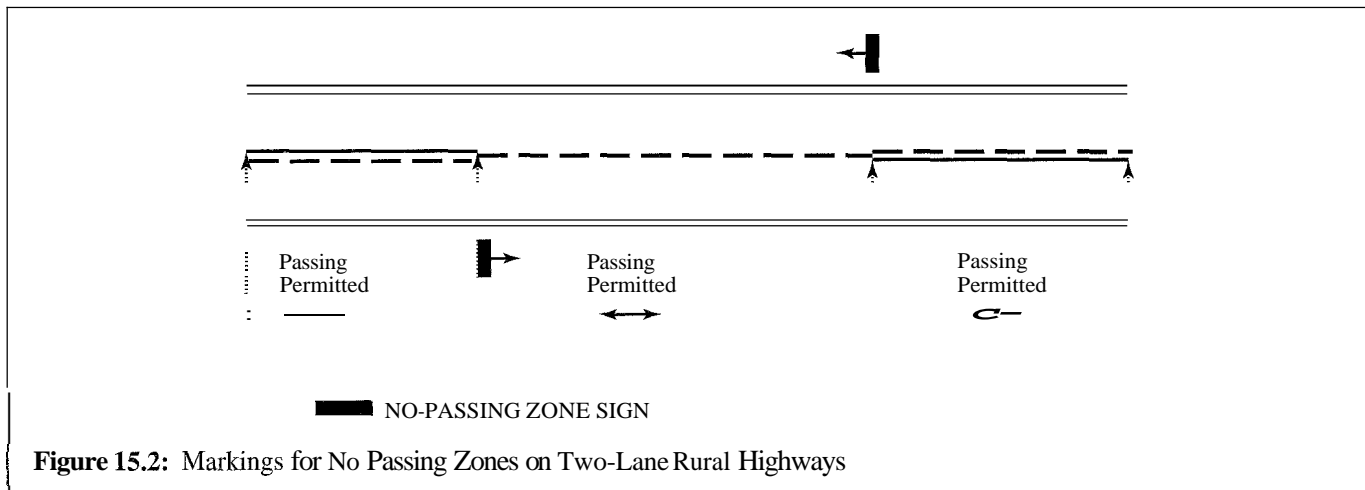 Passing
Permitted
Passing
Permitted
Passing
Permitted
NO-PASSING ZONE SIGN
Figure 15.2: Markings for No Passing Zones on Two-Lane Rural Highways